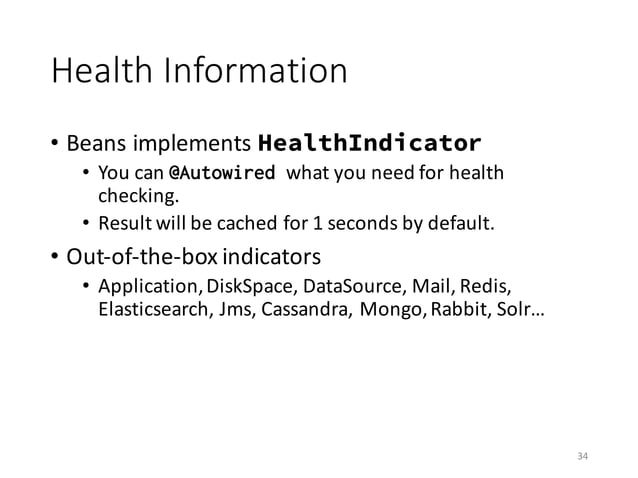 Health Information
• Beans implements HealthIndicator
• You can @Autowired what you need for health
checking.
• Result will be cached for 1 seconds by default.
• Out-of-the-box indicators
• Application, DiskSpace, DataSource, Mail, Redis,
Elasticsearch, Jms, Cassandra, Mongo, Rabbit, Solr…
34